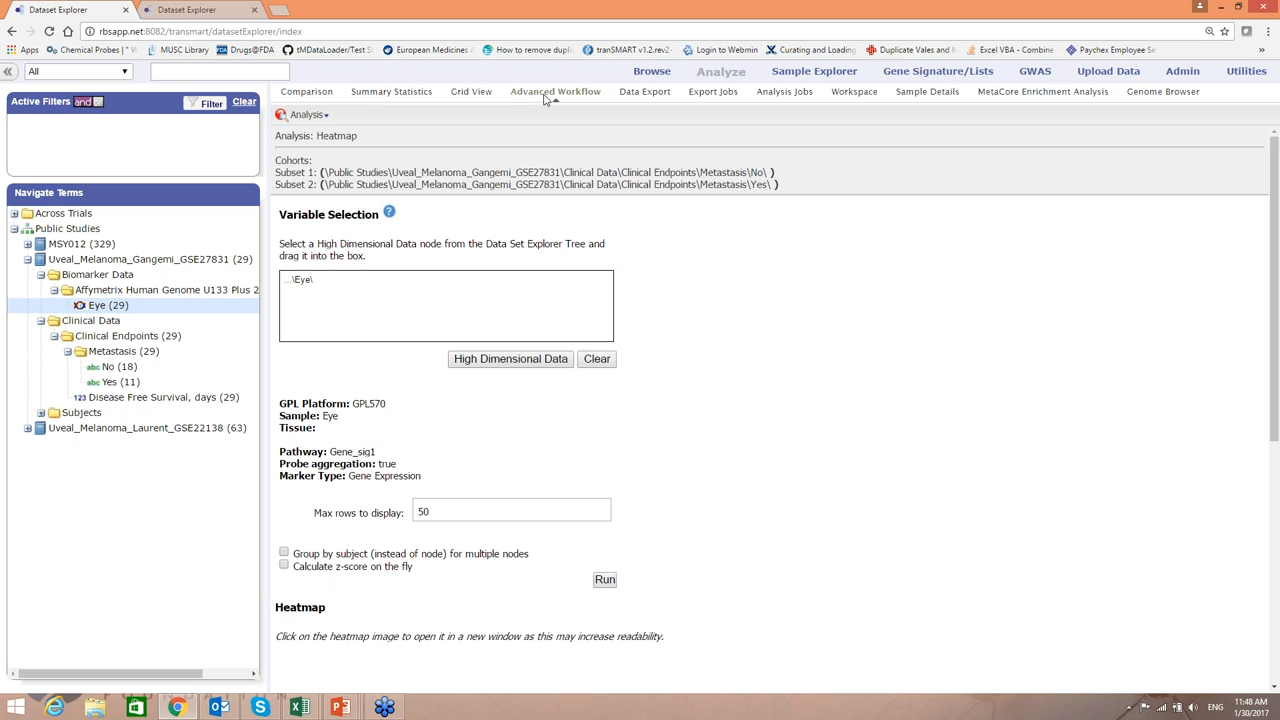 Dataset Explorer
Dataset Explorer
rbsapp.net:8082/transmart/datasetExplorer/index
Apps
Chemical Probes | "
MUSC Library
Drugs@FDA
tMDataLoader/Test St
European Medicines A
How to remove duplic
tranSMART v1.2.rev2-
Login to Webmin
Curating and Loading
Duplicate Vales and M
Excel VBA - Combine
Paychex Employee Se
All
Browse
Analyze
Sample Explorer
Gene Signature/Lists
GWAS
Upload Data
Admin
Utilities
Active Filters and or
Filter
Clear
Comparison
Summary Statistics
Grid View
Advanced Workflow
Data Export
Export Jobs
Analysis Jobs
Workspace
Sample Details
MetaCore Enrichment Analysis
Genome Browser
Navigate Terms
Across Trials
Public Studies
MSY012 (329)
Uveal_Melanoma_Gangemi_GSE27831 (29)
Biomarker Data
Affymetrix Human Genome U133 Plus 2
Eye (29)
Clinical Data
Clinical Endpoints (29)
Metastasis (29)
abc No (18)
abc Yes (11)
123 Disease Free Survival, days (29)
Subjects
Uveal_Melanoma_Laurent_GSE22138 (63)
Analysis
Analysis: Heatmap
Cohorts:
Subset 1: (\Public Studies\Uveal_Melanoma_Gangemi_GSE27831\Clinical Data\Clinical Endpoints\Metastasis\No\ )
Subset 2: (\Public Studies\Uveal_Melanoma_Gangemi_GSE27831\Clinical Data\Clinical Endpoints\Metastasis\Yes\ )
Variable Selection ?
Select a High Dimensional Data node from the Data Set Explorer Tree and
drag it into the box.
...\Eye\
High Dimensional Data
Clear
GPL Platform: GPL570
Sample: Eye
Tissue:
Pathway: Gene_sig1
Probe aggregation: true
Marker Type: Gene Expression
Max rows to display: 50
Group by subject (instead of node) for multiple nodes
Calculate z-score on the fly
Run
Heatmap
Click on the heatmap image to open it in a new window as this may increase readability.
ENG
11:48 AM
1/30/2017